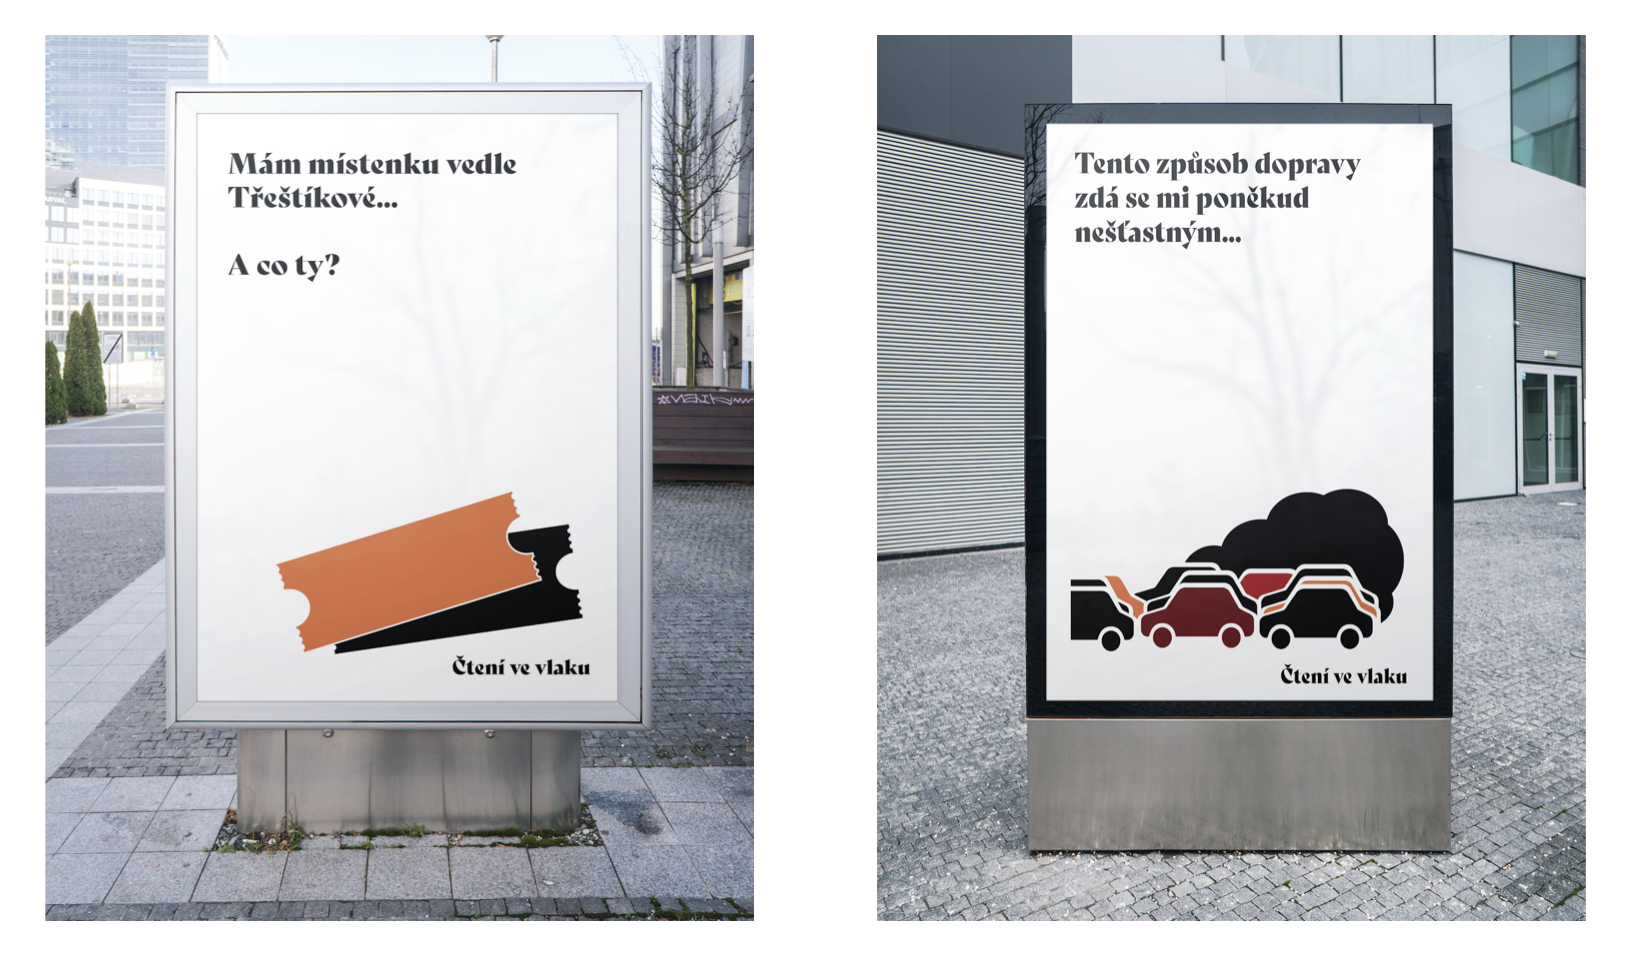 Mám místenku vedle
Třeštíkové...
A co ty?
Čtení ve vlaku
Tento způsob dopravy
zdá se mi poněkud
nešťastným...
Čtení ve vlaku